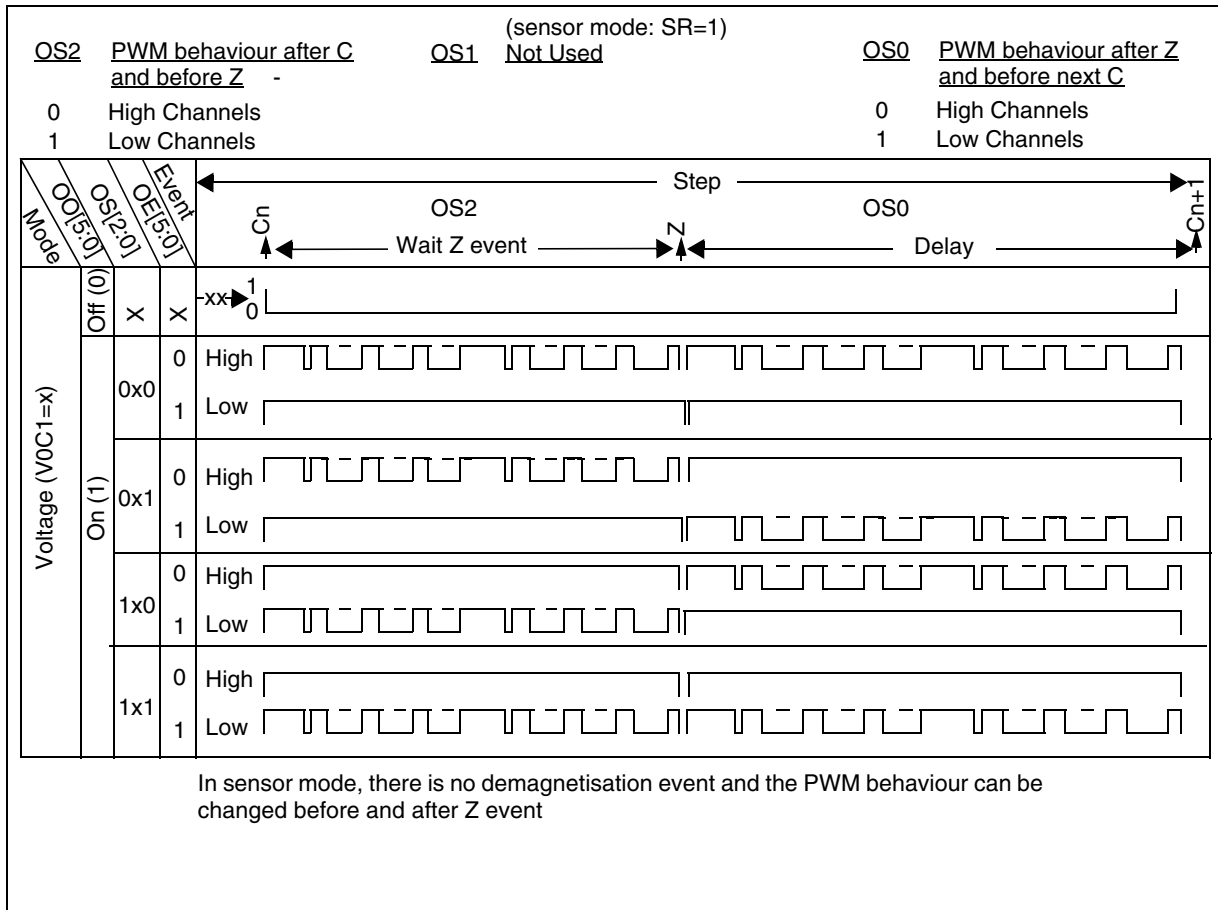 (sensor mode: SR=1)
OS2 PWM behaviour after C
and before Z -
0 High Channels
1 Low Channels
OS1 Not Used
OS0 PWM behaviour after Z
and before next C
0 High Channels
1 Low Channels
Mode
OO[5:0]
OS[2:0]
OE[5:0]
Event
Step
Cn
OS2
Wait Z event
Z
OS0
Delay
Cn+1
Voltage (V0C1=x)
Off (0)
X
X
xx
1
0
On (1)
0x0
0 High
1 Low
0x1
0 High
1 Low
1x0
0 High
1 Low
1x1
0 High
1 Low
In sensor mode, there is no demagnetisation event and the PWM behaviour can be
changed before and after Z event